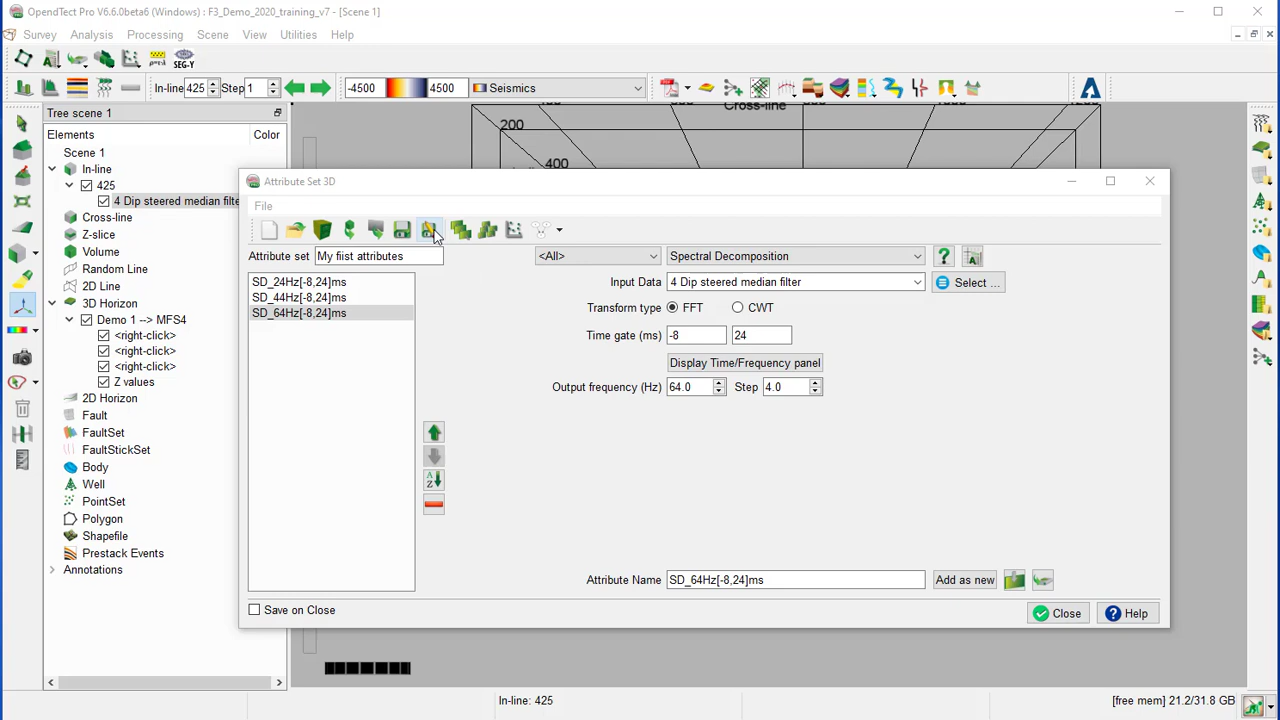 OpendTect Pro V6.6.0beta6 (Windows) : F3_Demo_2020_training_v7 - [Scene 1]
Survey Analysis Processing Scene View Utilities Help
SEG-Y
In-line 425 Step 1 -4500 4500 Seismics
Tree scene 1
Elements Color
Scene 1
In-line
425
4 Dip steered median filte
Cross-line
Z-slice
Volume
Random Line
2D Line
3D Horizon
Demo 1 --> MFS4
<right-click>
<right-click>
<right-click>
Z values
2D Horizon
Fault
FaultSet
FaultStickSet
Body
Well
PointSet
Polygon
Shapefile
Prestack Events
Annotations
Cross-line
200
400
Attribute Set 3D
File
Attribute set My fiist attributes <All> Spectral Decomposition
SD_24Hz[-8,24]ms
SD_44Hz[-8,24]ms
SD_64Hz[-8,24]ms
Input Data 4 Dip steered median filter Select ...
Transform type FFT CWT
Time gate (ms) -8 24
Display Time/Frequency panel
Output frequency (Hz) 64.0 Step 4.0
Attribute Name SD_64Hz[-8,24]ms Add as new
Save on Close Close Help
In-line: 425 [free mem] 21.2/31.8 GB